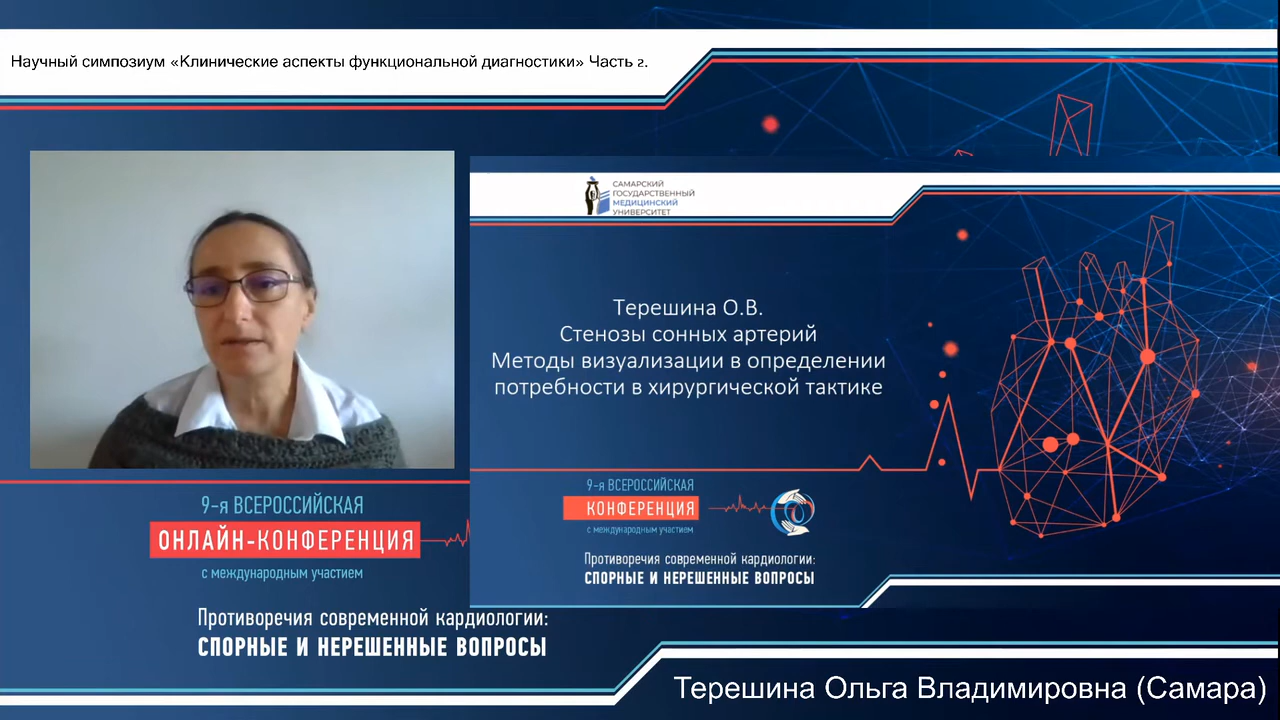 Научный симпозиум «Клинические аспекты функциональной диагностики» Часть 2.
САМАРСКИЙ
ГОСУДАРСТВЕННЫЙ
МЕДИЦИНСКИЙ
УНИВЕРСИТЕТ
Терешина О.В.
Стенозы сонных артерий
Методы визуализации в определении
потребности в хирургической тактике
9-я ВСЕРОССИЙСКАЯ
КОНФЕРЕНЦИЯ
с международным участием
Противоречия современной кардиологии:
СПОРНЫЕ И НЕРЕШЕННЫЕ ВОПРОСЫ
9-я ВСЕРОССИЙСКАЯ
ОНЛАЙН-КОНФЕРЕНЦИЯ
с международным участием
Противоречия современной кардиологии:
СПОРНЫЕ И НЕРЕШЕННЫЕ ВОПРОСЫ
Терешина Ольга Владимировна (Самара)